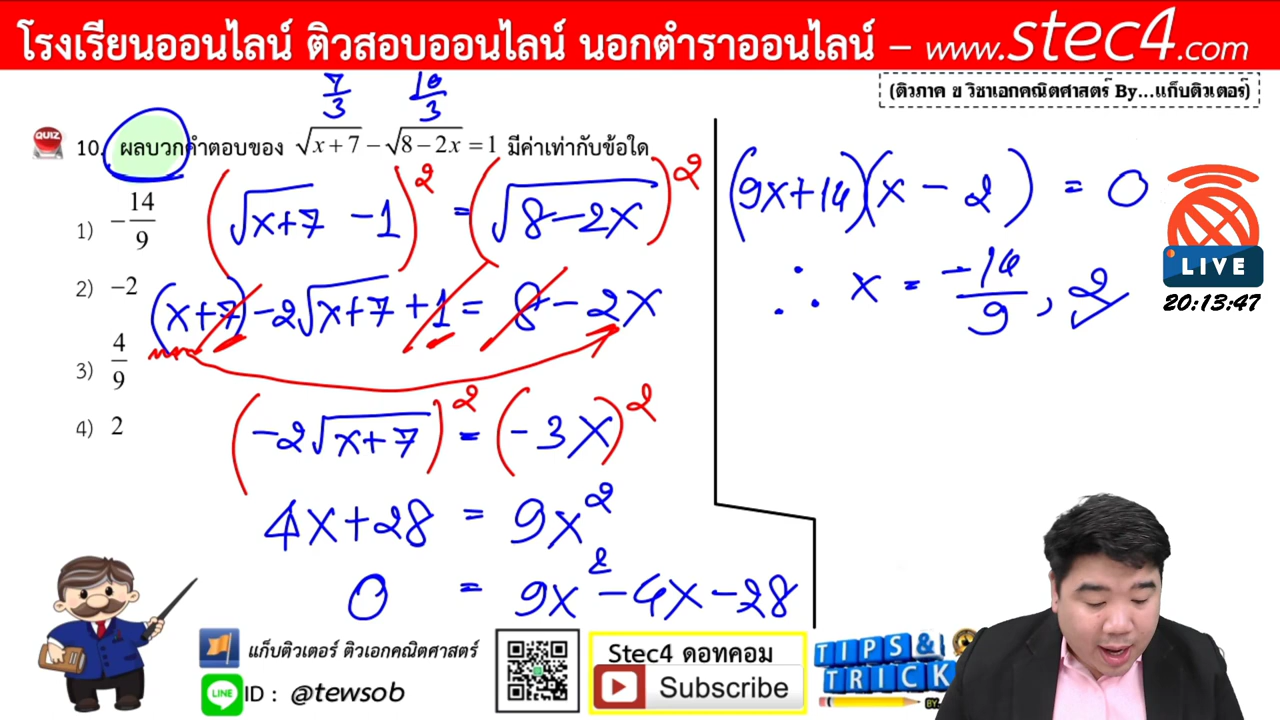 โรงเรียนออนไลน์ ติวสอบออนไลน์ นอกตำราออนไลน์ – www.stec4.com
(ติวภาค ข วิชาเอกคณิตศาสตร์ By...แก็บติวเตอร์)
7/3 10/3
QUIZ 10. ผลบวกคำตอบของ √(x+7) − √(8−2x) = 1 มีค่าเท่ากับข้อใด
1) −14/9
2) −2
3) 4/9
4) 2
(√(x+7) −1)² = (√(8−2x))²
(x+7) −2√(x+7) +1 = 8 − 2x
(−2√(x+7))² = (−3x)²
4x+28 = 9x²
0 = 9x² −4x −28
(9x+14)(x − 2) = 0
∴ x = −14/9 , 2
LIVE
20:13:47
แก็บติวเตอร์ ติวเอกคณิตศาสตร์
LINE ID : @tewsob
Stec4 ดอทคอม
Subscribe
TIPS &
TRICK
BY